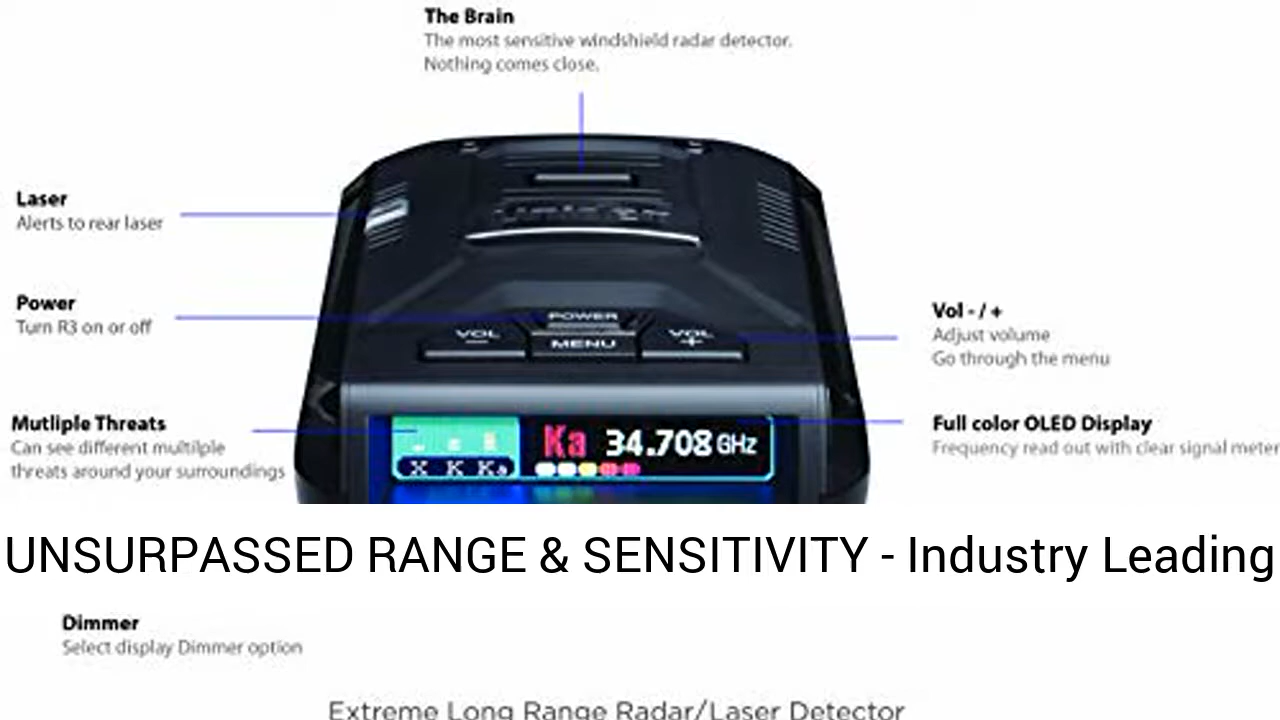 The Brain
The most sensitive windshield radar detector.
Nothing comes close.
Laser
Alerts to rear laser
Power
Turn R3 on or off
POWER
VOL
–
MENU
VOL
+
Vol - / +
Adjust volume
Go through the menu
Mutliple Threats
Can see different multilple
threats around your surroundings
Ka 34.708 GHz
X K Ka
Full color OLED Display
Frequency read out with clear signal meter
UNSURPASSED RANGE & SENSITIVITY - Industry Leading
Dimmer
Select display Dimmer option
Extreme Long Range Radar/Laser Detector